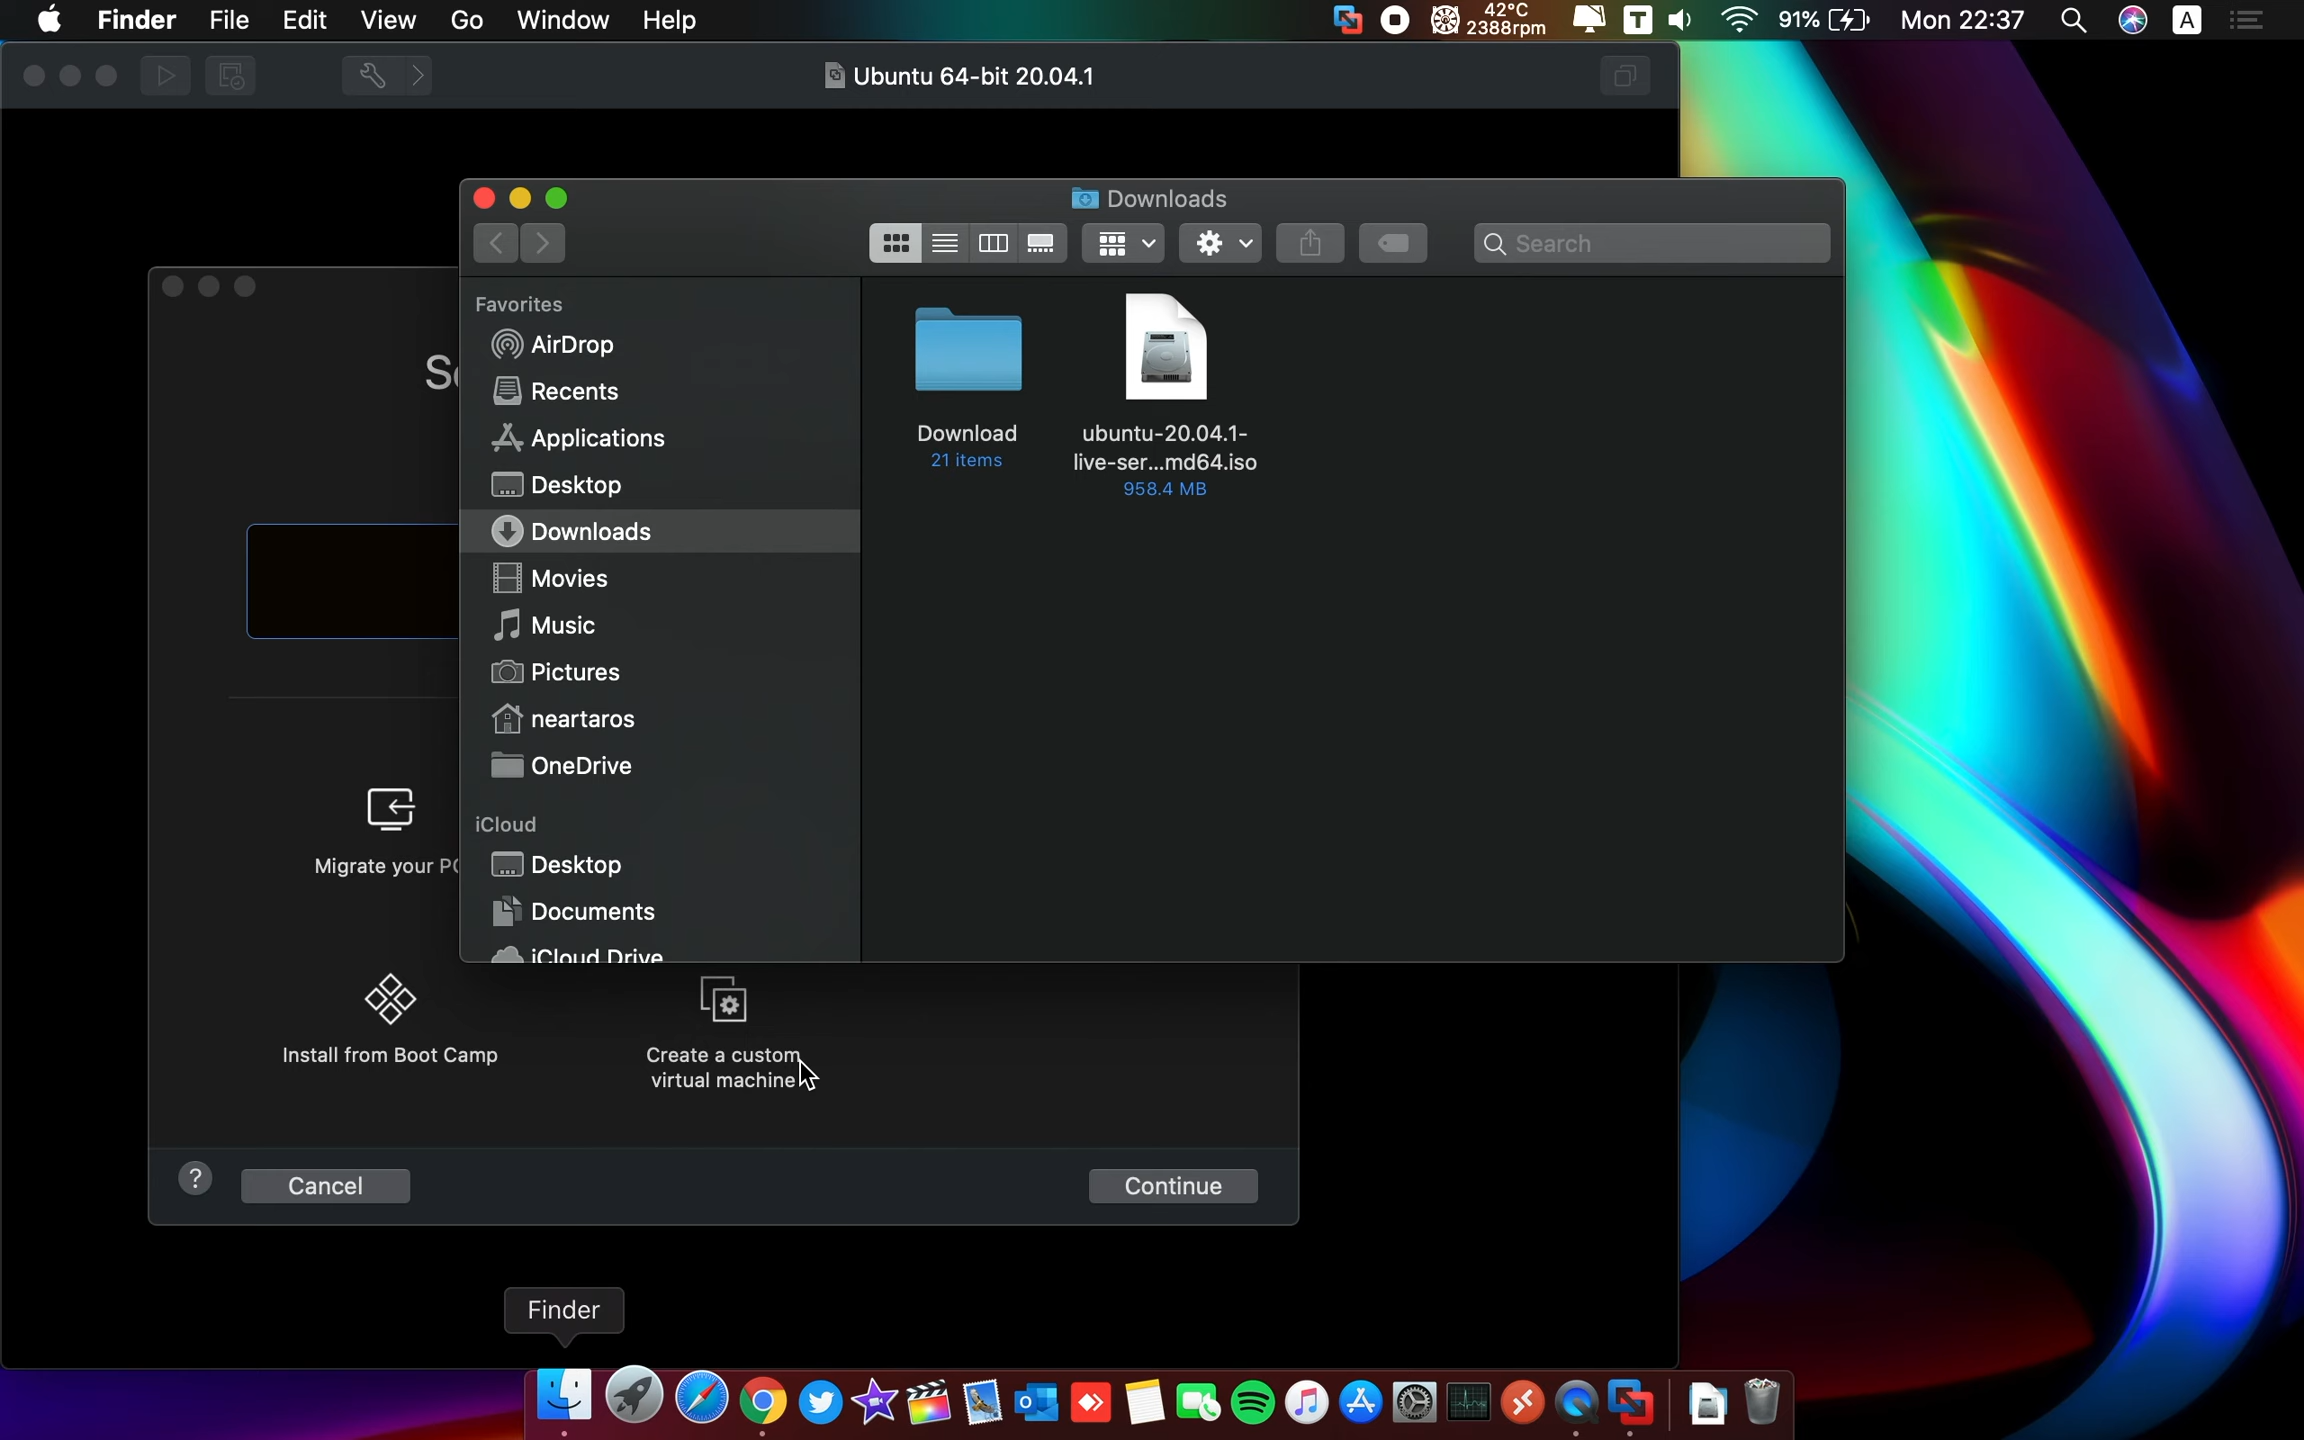 Finder File Edit View Go Window Help
42°C
2388rpm
T
91%
Mon 22:37
A
Ubuntu 64-bit 20.04.1
Downloads
Search
Favorites
AirDrop
Recents
Applications
Desktop
Downloads
Movies
Music
Pictures
neartaros
OneDrive
iCloud
Desktop
Documents
iCloud Drive
Download
21 items
ubuntu-20.04.1-
live-ser...md64.iso
958.4 MB
Migrate your PC
Install from Boot Camp
Create a custom
virtual machine
?
Cancel
Continue
Finder